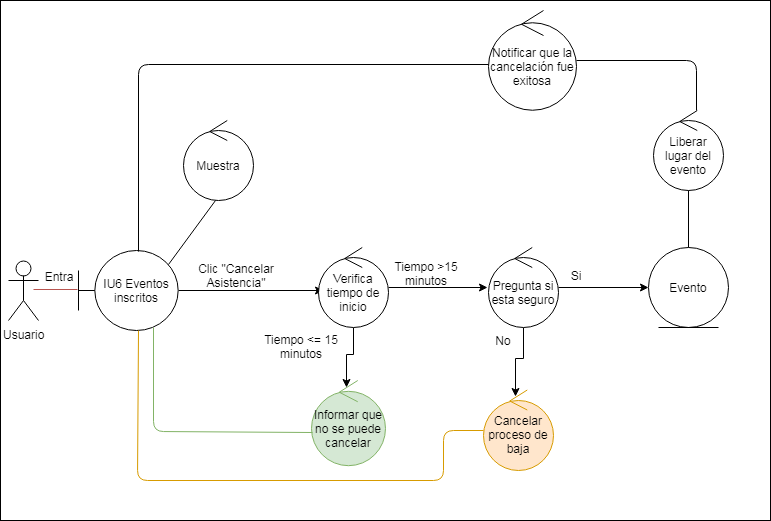 Notificar que la
cancelación fue
exitosa
Liberar
lugar del
evento
Muestra
Entra
Usuario
IU6 Eventos
inscritos
Clic "Cancelar
Asistencia"
Verifica
tiempo de
inicio
Tiempo >15
minutos
Pregunta si
esta seguro
Si
Evento
Tiempo <= 15
minutos
No
Informar que
no se puede
cancelar
Cancelar
proceso de
baja